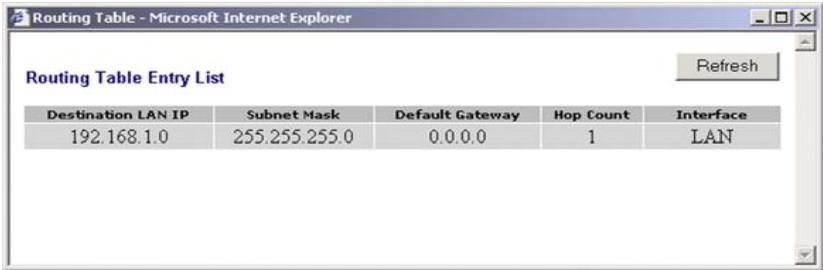 Routing Table - Microsoft Internet Explorer
Refresh
Routing Table Entry List
Destination LAN IP Subnet Mask Default Gateway Hop Count Interface
192.168.1.0 255.255.255.0 0.0.0.0 1 LAN